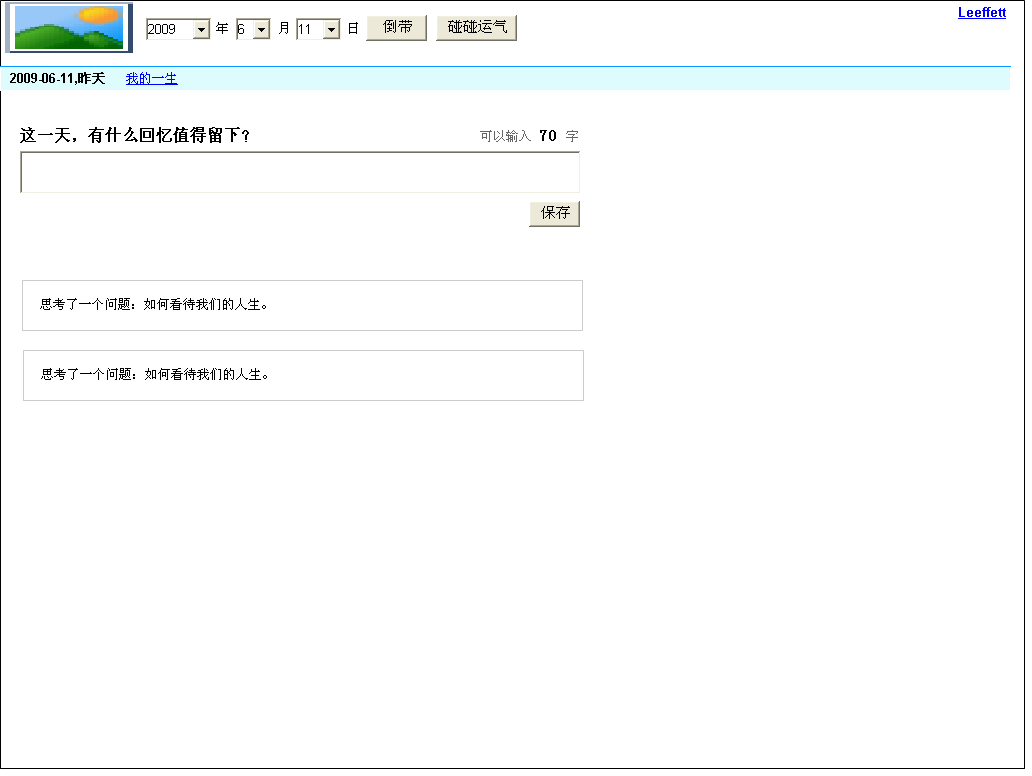 Leeffett
2009 年 6 月 11 日 倒带 碰碰运气
2009-06-11,昨天 我的一生
这一天，有什么回忆值得留下？ 可以输入 70 字
保存
思考了一个问题：如何看待我们的人生。
思考了一个问题：如何看待我们的人生。